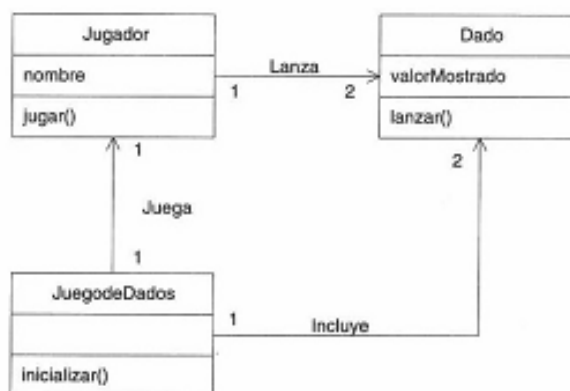 Jugador
nombre
jugar()
Lanza
1
2
Dado
valorMostrado
lanzar()
1
2
Juega
1
JuegodeDados
inicializar()
1
Incluye